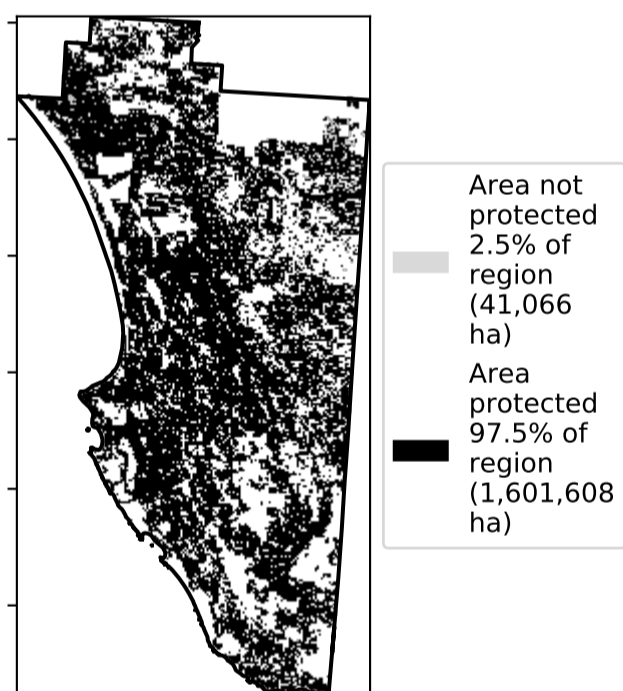 Area not
protected
2.5% of
region
(41,066
ha)
Area
protected
97.5% of
region
(1,601,608
ha)